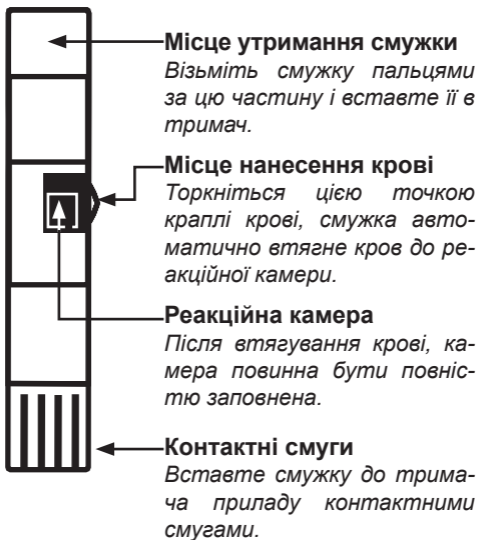 Місце утримання смужки
Візьміть смужку пальцями
за цю частину і вставте її в
тримач.
Місце нанесення крові
Торкніться цією точкою
краплі крові, смужка авто-
матично втягне кров до ре-
акційної камери.
Реакційна камера
Після втягування крові, ка-
мера повинна бути повніс-
тю заповнена.
Контактні смуги
Вставте смужку до трима-
ча приладу контактними
смугами.